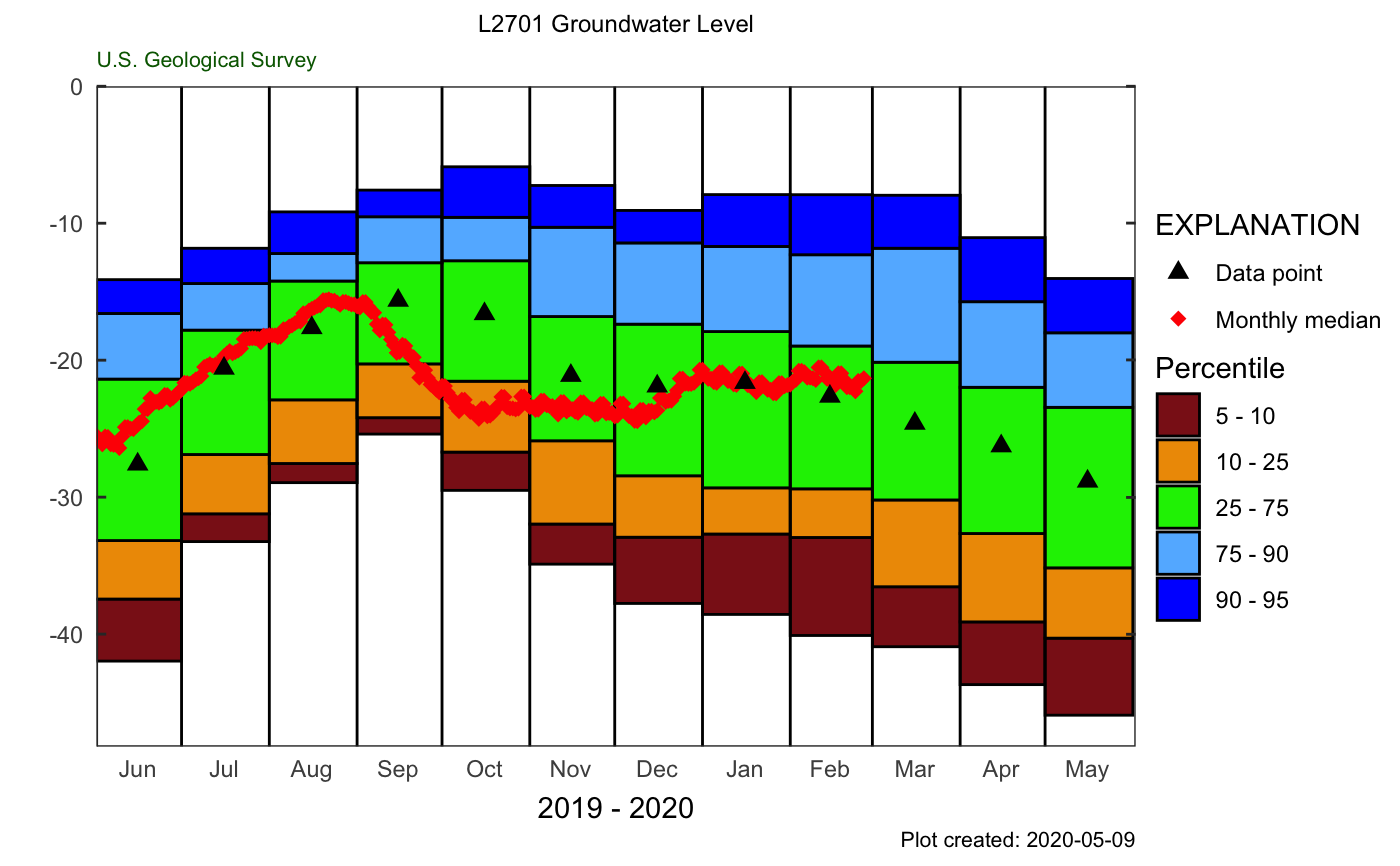 L2701 Groundwater Level
U.S. Geological Survey
0
-10
-20
-30
-40
Jun Jul Aug Sep Oct Nov Dec Jan Feb Mar Apr May
2019 - 2020
EXPLANATION
Data point
Monthly median
Percentile
5 - 10
10 - 25
25 - 75
75 - 90
90 - 95
Plot created: 2020-05-09